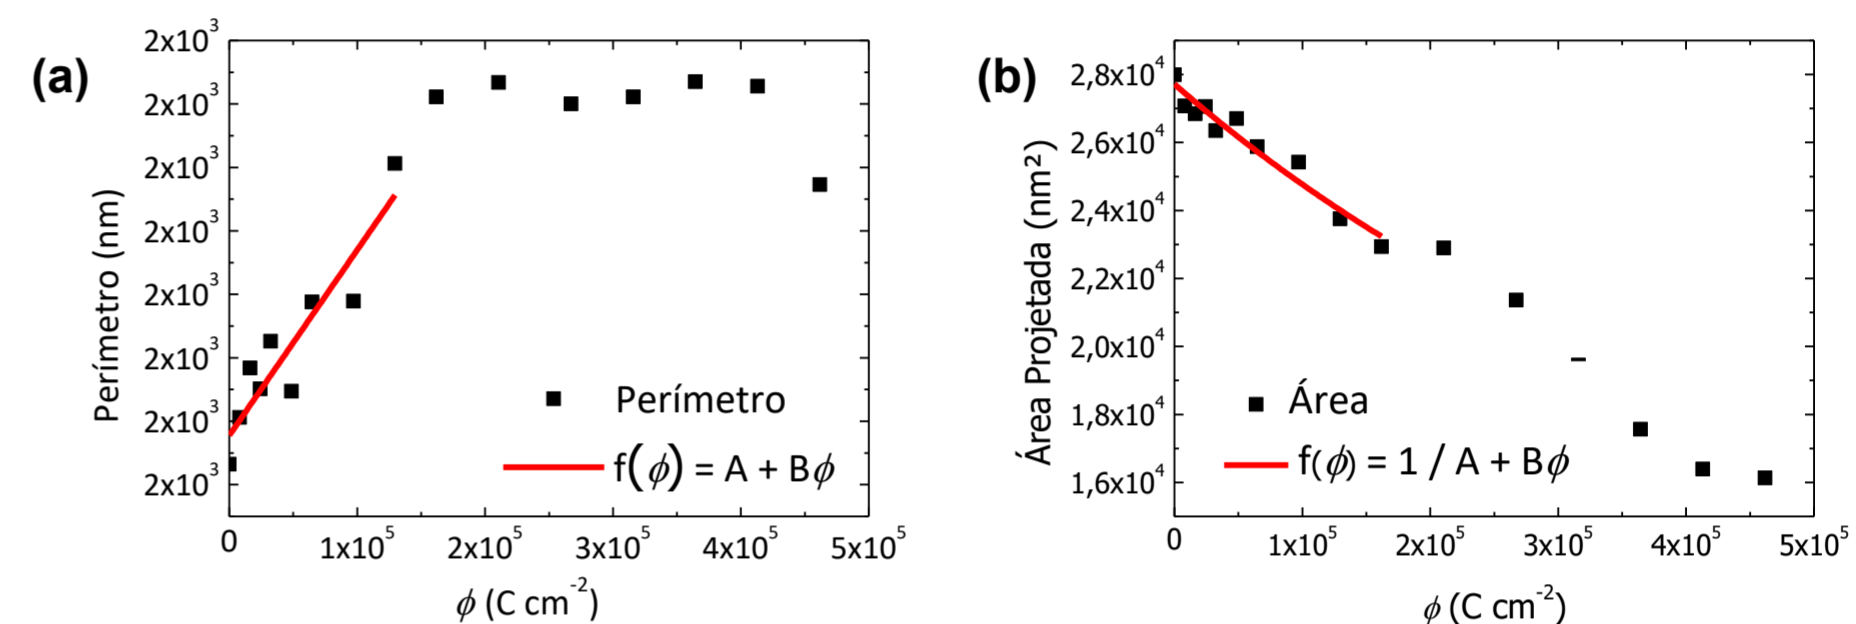 (a)
Perímetro (nm)
2x10³
2x10³
2x10³
2x10³
2x10³
2x10³
2x10³
2x10³
Perímetro
f(ϕ) = A + Bϕ
0
1x10⁵
2x10⁵
3x10⁵
4x10⁵
5x10⁵
ϕ (C cm⁻²)
(b)
Área Projetada (nm²)
2,8x10⁴
2,6x10⁴
2,4x10⁴
2,2x10⁴
2,0x10⁴
1,8x10⁴
1,6x10⁴
Área
f(ϕ) = 1 / A + Bϕ
0
1x10⁵
2x10⁵
3x10⁵
4x10⁵
5x10⁵
ϕ (C cm⁻²)